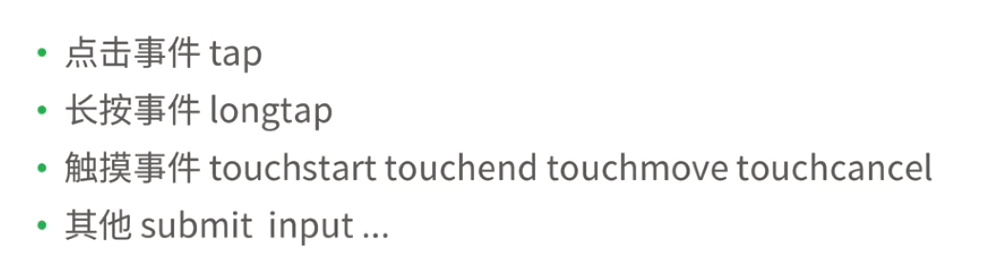 • 点击事件 tap
• 长按事件 longtap
• 触摸事件 touchstart touchend touchmove touchcancel
• 其他 submit  input ...